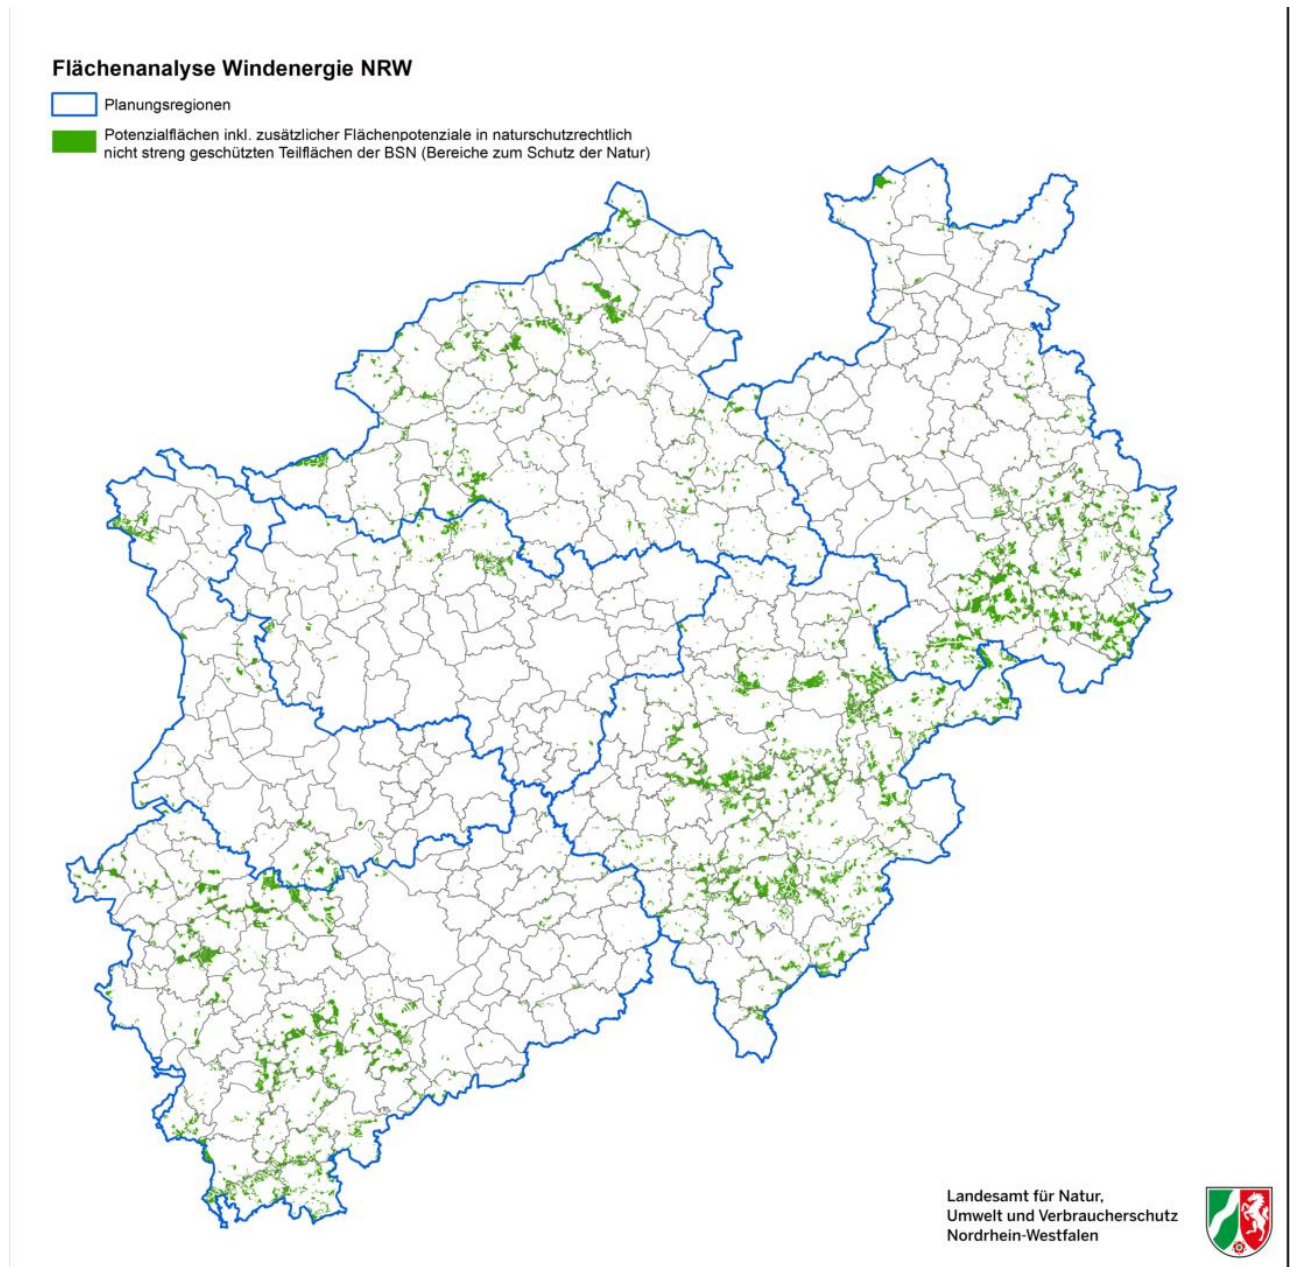 Flächenanalyse Windenergie NRW
Planungsregionen
Potenzialflächen inkl. zusätzlicher Flächenpotenziale in naturschutzrechtlich
nicht streng geschützten Teilflächen der BSN (Bereiche zum Schutz der Natur)
Landesamt für Natur,
Umwelt und Verbraucherschutz
Nordrhein-Westfalen